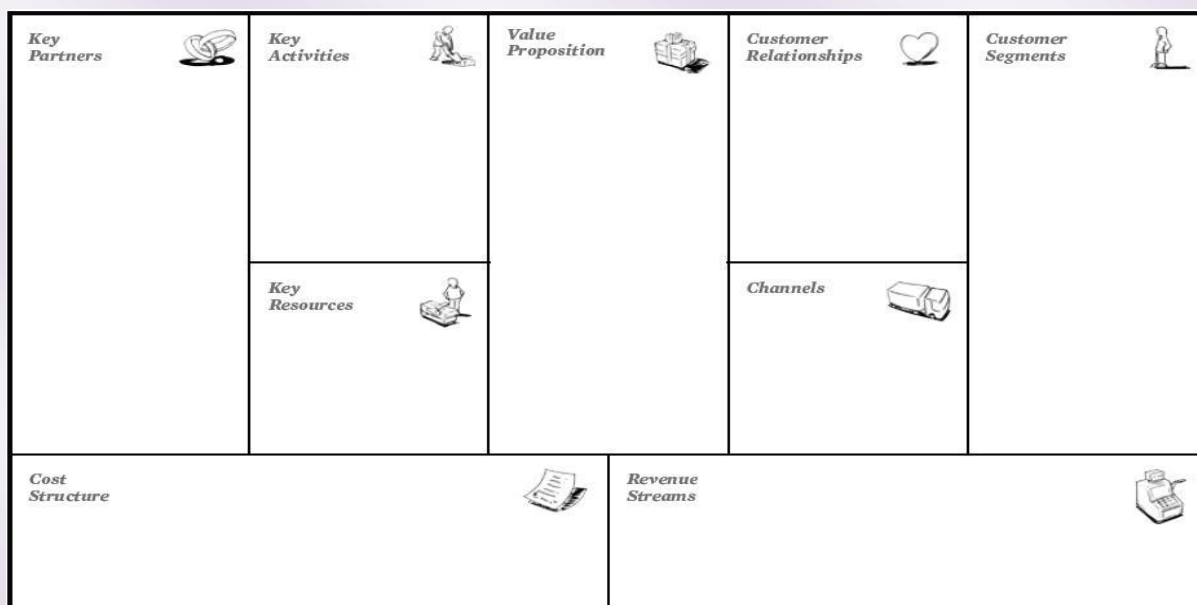 Key
Partners
Key
Activities
Value
Proposition
Customer
Relationships
Customer
Segments
Key
Resources
Channels
Cost
Structure
Revenue
Streams